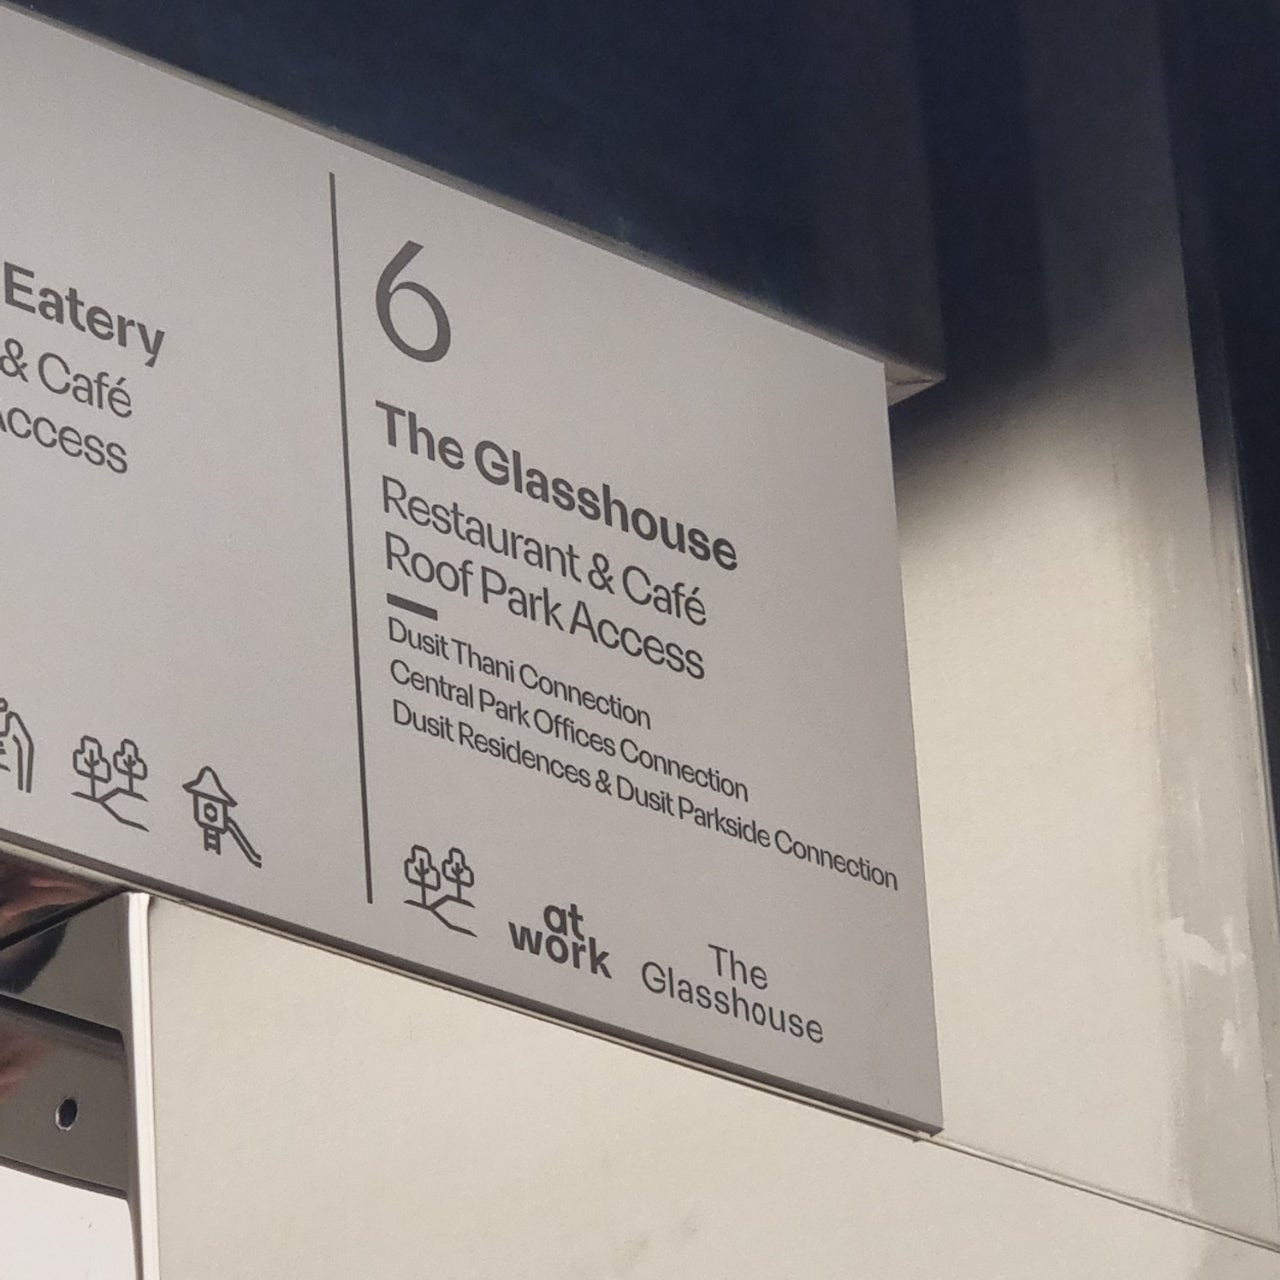 Eatery
& Café
Access
6
The Glasshouse
Restaurant & Café
Roof Park Access
Dusit Thani Connection
Central Park Offices Connection
Dusit Residences & Dusit Parkside Connection
at
work
The
Glasshouse